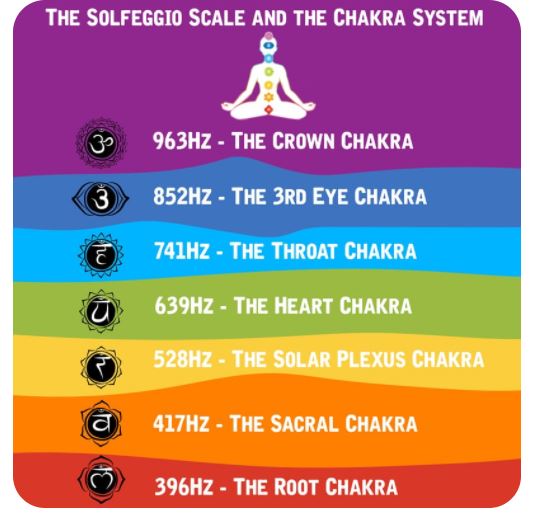 The Solfeggio Scale and the Chakra System
ॐ 963Hz - The Crown Chakra
ॐ 852Hz - The 3rd Eye Chakra
हं 741Hz - The Throat Chakra
यं 639Hz - The Heart Chakra
रं 528Hz - The Solar Plexus Chakra
वं 417Hz - The Sacral Chakra
लं 396Hz - The Root Chakra